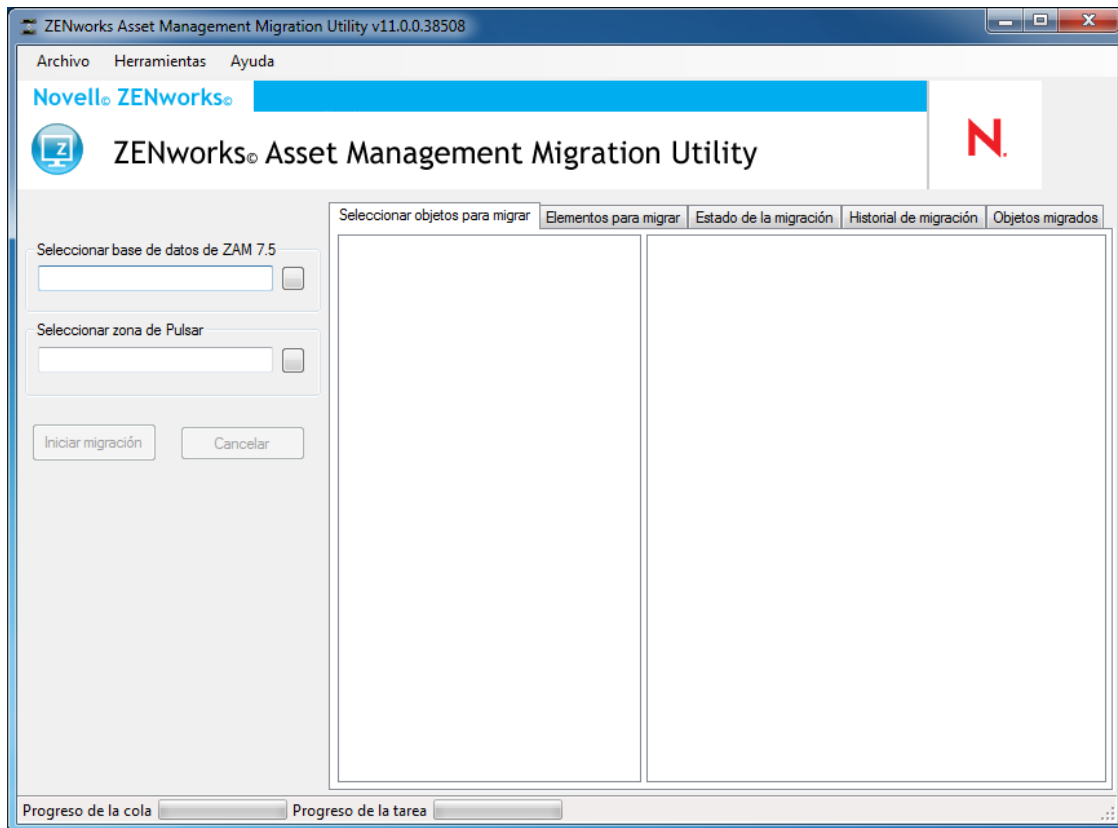 ZENworks Asset Management Migration Utility v11.0.0.38508
Archivo Herramientas Ayuda
Novell© ZENworks©
Z
ZENworks© Asset Management Migration Utility
N.
Seleccionar objetos para migrar Elementos para migrar Estado de la migración Historial de migración Objetos migrados
Seleccionar base de datos de ZAM 7.5
Seleccionar zona de Pulsar
Iniciar migración Cancelar
Progreso de la cola Progreso de la tarea